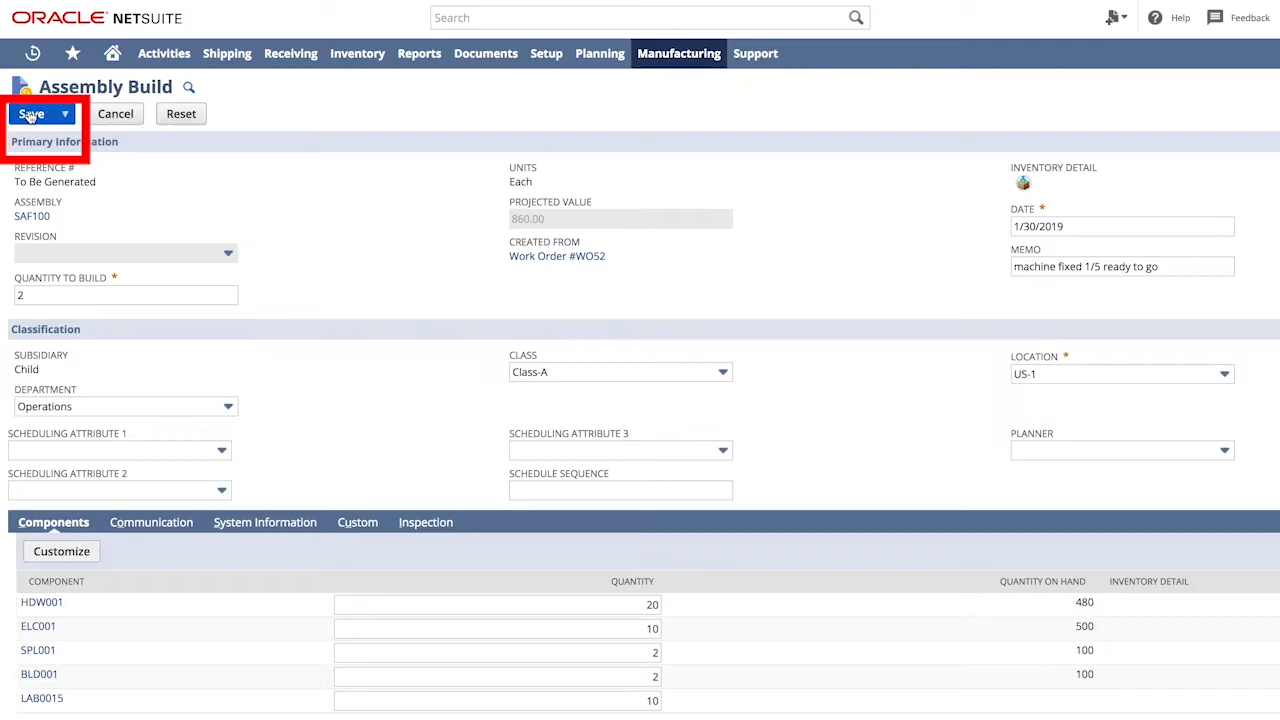 ORACLE NETSUITE Search Help Feedback
Activities Shipping Receiving Inventory Reports Documents Setup Planning Manufacturing Support
Assembly Build
Save Cancel Reset
Primary Information
REFERENCE # UNITS INVENTORY DETAIL
To Be Generated Each
ASSEMBLY PROJECTED VALUE DATE *
SAF100 860.00 1/30/2019
REVISION CREATED FROM MEMO
Work Order #WO52 machine fixed 1/5 ready to go
QUANTITY TO BUILD *
2
Classification
SUBSIDIARY CLASS LOCATION *
Child Class-A US-1
DEPARTMENT
Operations
SCHEDULING ATTRIBUTE 1 SCHEDULING ATTRIBUTE 3 PLANNER
SCHEDULING ATTRIBUTE 2 SCHEDULE SEQUENCE
Components Communication System Information Custom Inspection
Customize
COMPONENT QUANTITY QUANTITY ON HAND INVENTORY DETAIL
HDW001 20 480
ELC001 10 500
SPL001 2 100
BLD001 2 100
LAB0015 10